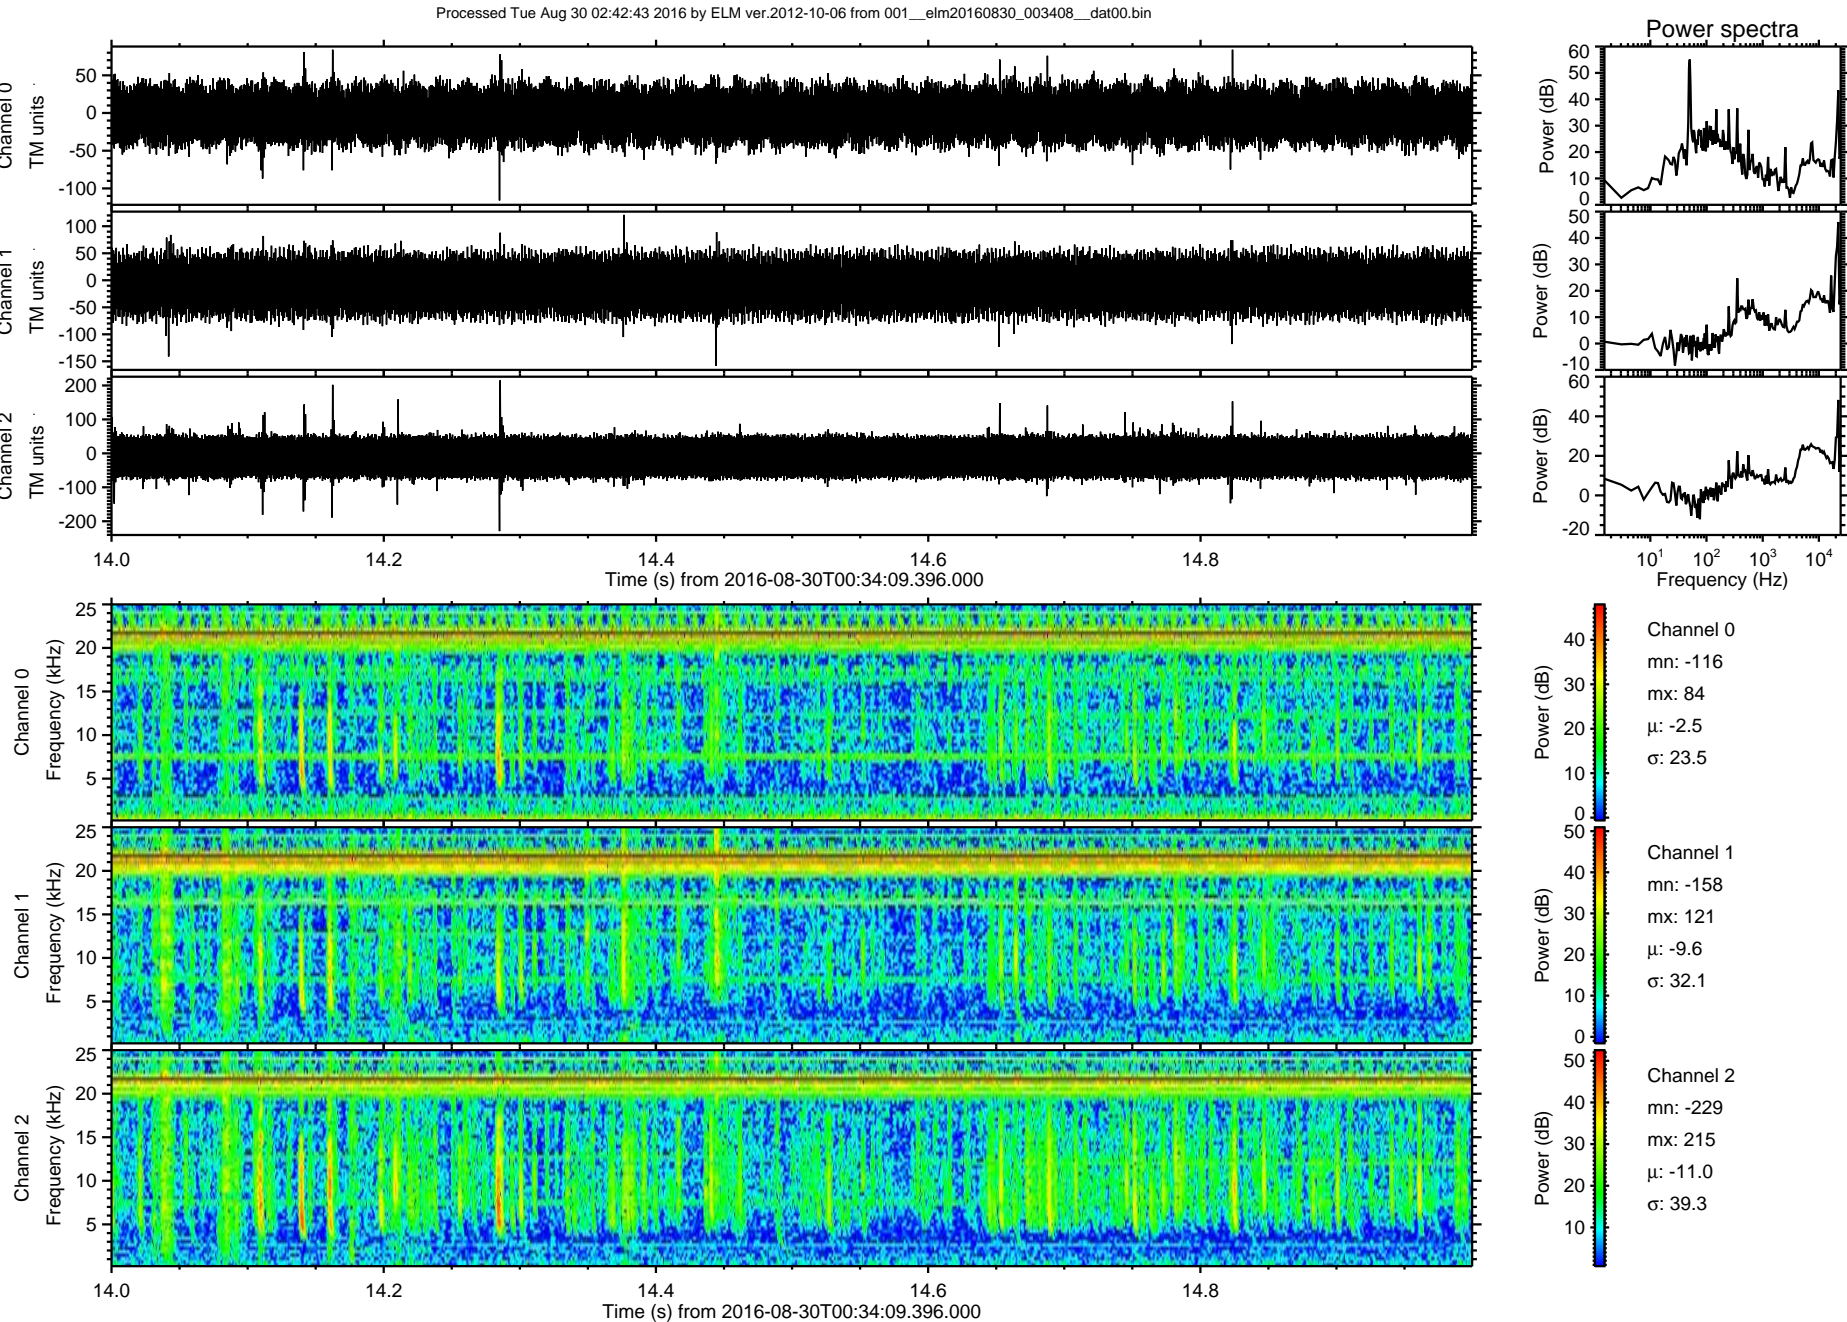 Processed Tue Aug 30 02:42:43 2016 by ELM ver.2012-10-06 from 001__elm20160830_003408__dat00.bin
Power spectra
Channel 0
TM units
50
0
-50
-100
Power (dB)
60
50
40
30
20
10
0
Channel 1
TM units
100
50
0
-50
-100
-150
Power (dB)
50
40
30
20
10
0
-10
Channel 2
TM units
200
100
0
-100
-200
Power (dB)
60
40
20
0
-20
14.0 14.2 14.4 14.6 14.8
Time (s) from 2016-08-30T00:34:09.396.000
10¹ 10² 10³ 10⁴
Frequency (Hz)
Channel 0
Frequency (kHz)
25
20
15
10
5
Power (dB)
40
30
20
10
0
Channel 0
mn: -116
mx: 84
μ: -2.5
σ: 23.5
Channel 1
Frequency (kHz)
25
20
15
10
5
Power (dB)
50
40
30
20
10
0
Channel 1
mn: -158
mx: 121
μ: -9.6
σ: 32.1
Channel 2
Frequency (kHz)
25
20
15
10
5
Power (dB)
50
40
30
20
10
Channel 2
mn: -229
mx: 215
μ: -11.0
σ: 39.3
14.0 14.2 14.4 14.6 14.8
Time (s) from 2016-08-30T00:34:09.396.000